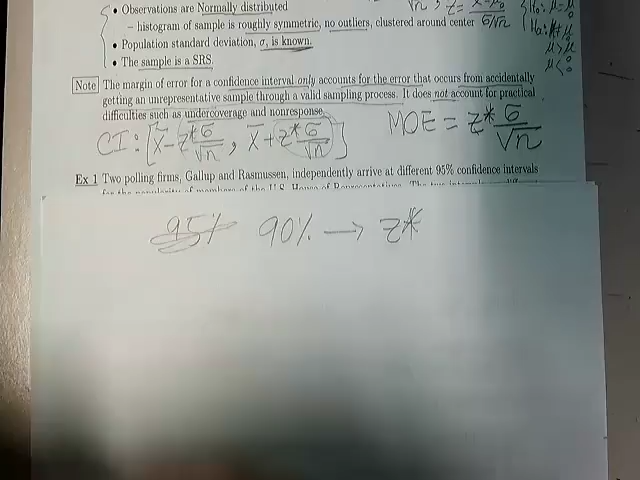 • Observations are Normally distributed
– histogram of sample is roughly symmetric, no outliers, clustered around center
• Population standard deviation, σ, is known.
• The sample is a SRS.
Note The margin of error for a confidence interval only accounts for the error that occurs from accidentally
getting an unrepresentative sample through a valid sampling process. It does not account for practical
difficulties such as undercoverage and nonresponse.
CI: [x̄ - z* σ/√n, x̄ + z* σ/√n] MOE = z* σ/√n
Ex 1 Two polling firms, Gallup and Rasmussen, independently arrive at different 95% confidence intervals
95% 90% → z*